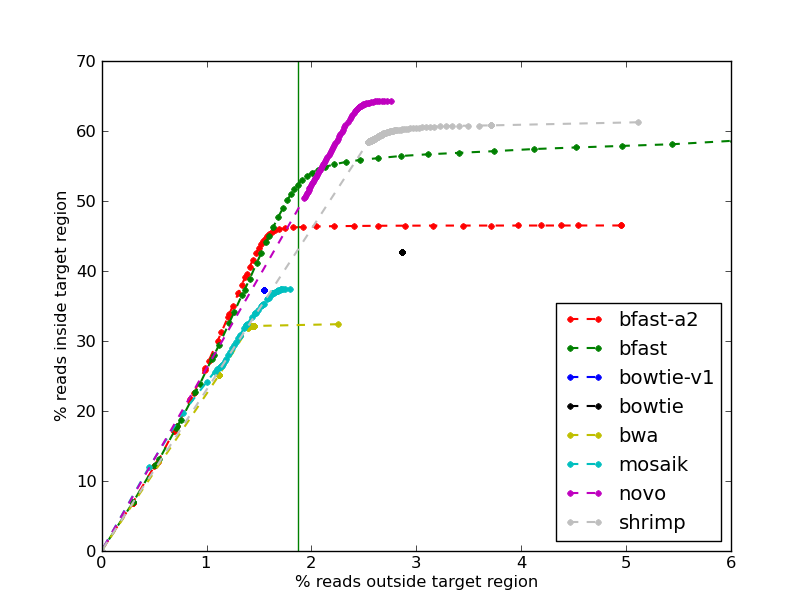 70
60
50
40
30
20
10
0
% reads inside target region
0 1 2 3 4 5 6
% reads outside target region
bfast-a2
bfast
bowtie-v1
bowtie
bwa
mosaik
novo
shrimp